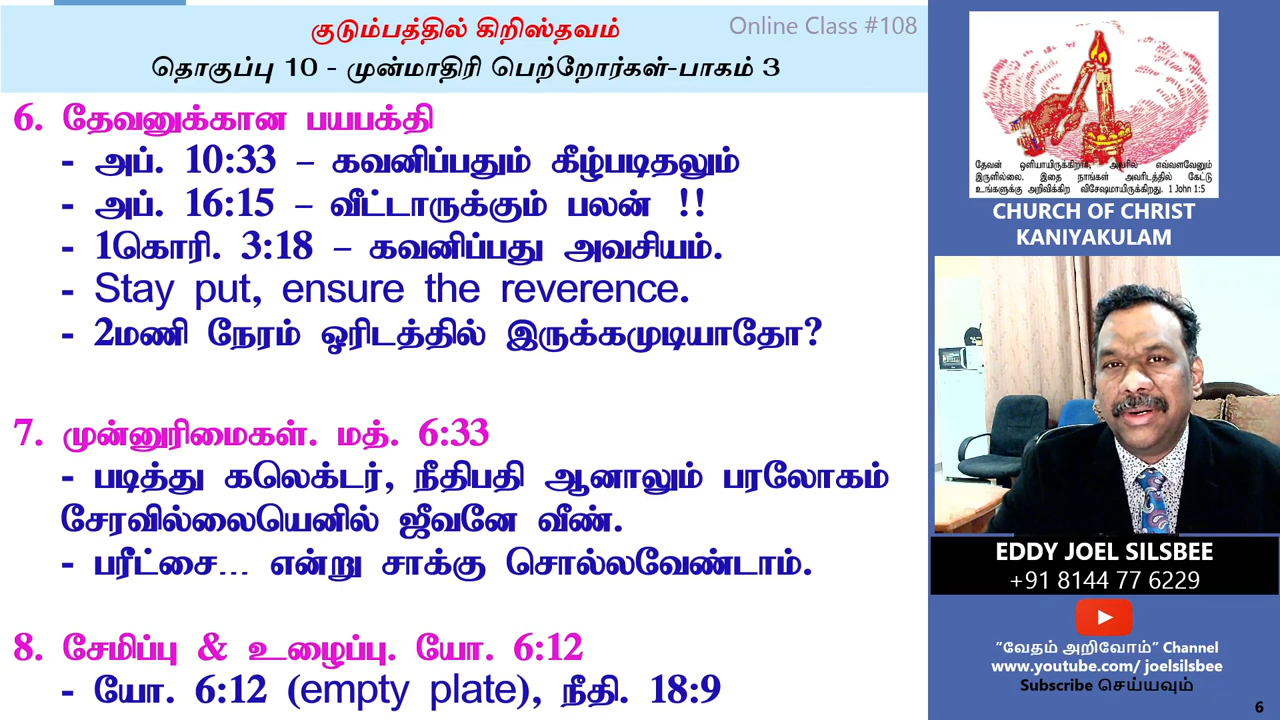 குடும்பத்தில் கிறிஸ்தவம்
Online Class #108
தொகுப்பு 10 - முன்மாதிரி பெற்றோர்கள்-பாகம் 3
6. தேவனுக்கான பயபக்தி
- அப். 10:33 – கவனிப்பதும் கீழ்படிதலும்
- அப். 16:15 – வீட்டாருக்கும் பலன் !!
- 1கொரி. 3:18 – கவனிப்பது அவசியம்.
- Stay put, ensure the reverence.
- 2மணி நேரம் ஓரிடத்தில் இருக்கமுடியாதோ?
7. முன்னுரிமைகள். மத். 6:33
- படித்து கலெக்டர், நீதிபதி ஆனாலும் பரலோகம்
சேரவில்லையெனில் ஜீவனே வீண்.
- பரீட்சை... என்று சாக்கு சொல்லவேண்டாம்.
8. சேமிப்பு & உழைப்பு. யோ. 6:12
- யோ. 6:12 (empty plate), நீதி. 18:9
தேவன் ஒளியாயிருக்கிறார், அவரில் எவ்வளவேனும்
இருளில்லை. இதை நாங்கள் அவரிடத்தில் கேட்டு
உங்களுக்கு அறிவிக்கிற விசேஷமாயிருக்கிறது. 1 John 1:5
CHURCH OF CHRIST
KANIYAKULAM
EDDY JOEL SILSBEE
+91 8144 77 6229
"வேதம் அறிவோம்" Channel
www.youtube.com/ joelsilsbee
Subscribe செய்யவும்
6